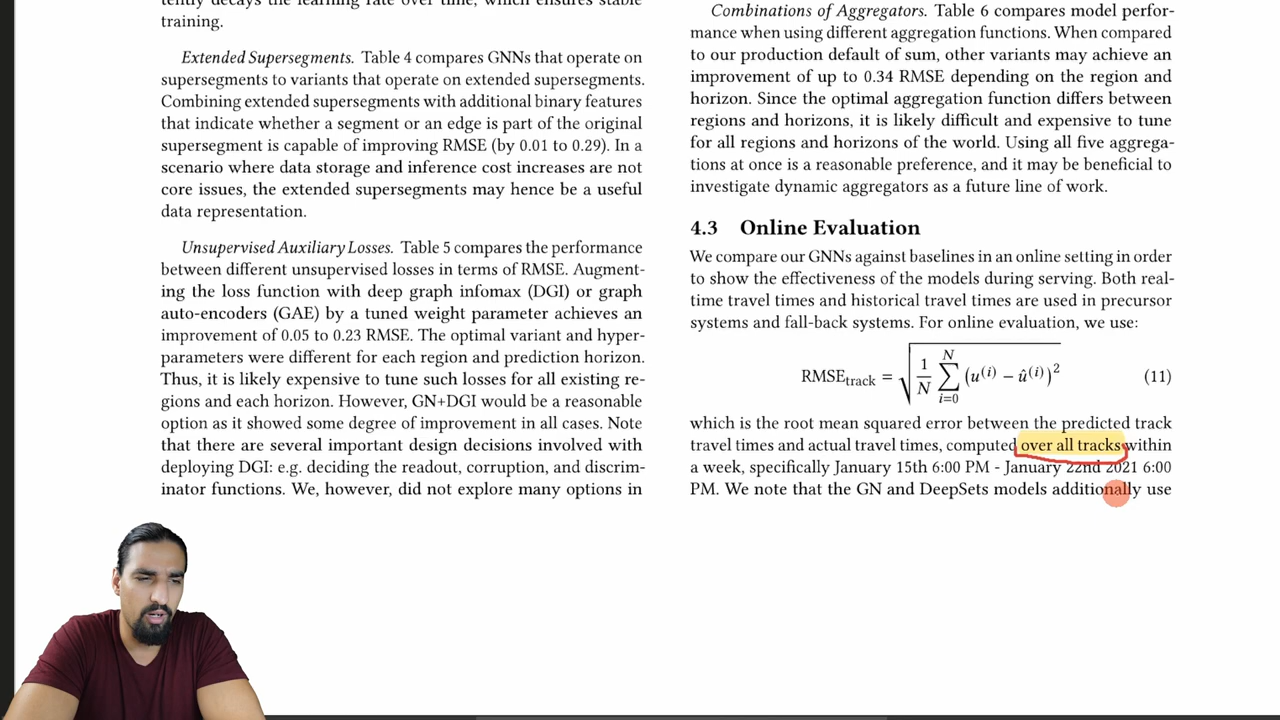 tently decays the learning rate over time, which ensures stable
training.
Extended Supersegments. Table 4 compares GNNs that operate on
supersegments to variants that operate on extended supersegments.
Combining extended supersegments with additional binary features
that indicate whether a segment or an edge is part of the original
supersegment is capable of improving RMSE (by 0.01 to 0.29). In a
scenario where data storage and inference cost increases are not
core issues, the extended supersegments may hence be a useful
data representation.
Unsupervised Auxiliary Losses. Table 5 compares the performance
between different unsupervised losses in terms of RMSE. Augment-
ing the loss function with deep graph infomax (DGI) or graph
auto-encoders (GAE) by a tuned weight parameter achieves an
improvement of 0.05 to 0.23 RMSE. The optimal variant and hyper-
parameters were different for each region and prediction horizon.
Thus, it is likely expensive to tune such losses for all existing re-
gions and each horizon. However, GN+DGI would be a reasonable
option as it showed some degree of improvement in all cases. Note
that there are several important design decisions involved with
deploying DGI: e.g. deciding the readout, corruption, and discrim-
inator functions. We, however, did not explore many options in
Combinations of Aggregators. Table 6 compares model perfor-
mance when using different aggregation functions. When compared
to our production default of sum, other variants may achieve an
improvement of up to 0.34 RMSE depending on the region and
horizon. Since the optimal aggregation function differs between
regions and horizons, it is likely difficult and expensive to tune
for all regions and horizons of the world. Using all five aggrega-
tions at once is a reasonable preference, and it may be beneficial to
investigate dynamic aggregators as a future line of work.
4.3 Online Evaluation
We compare our GNNs against baselines in an online setting in order
to show the effectiveness of the models during serving. Both real-
time travel times and historical travel times are used in precursor
systems and fall-back systems. For online evaluation, we use:
RMSE_track = √(1/N ∑_{i=0}^{N} (u^(i) − û^(i))²) (11)
which is the root mean squared error between the predicted track
travel times and actual travel times, computed over all tracks within
a week, specifically January 15th 6:00 PM - January 22nd 2021 6:00
PM. We note that the GN and DeepSets models additionally use